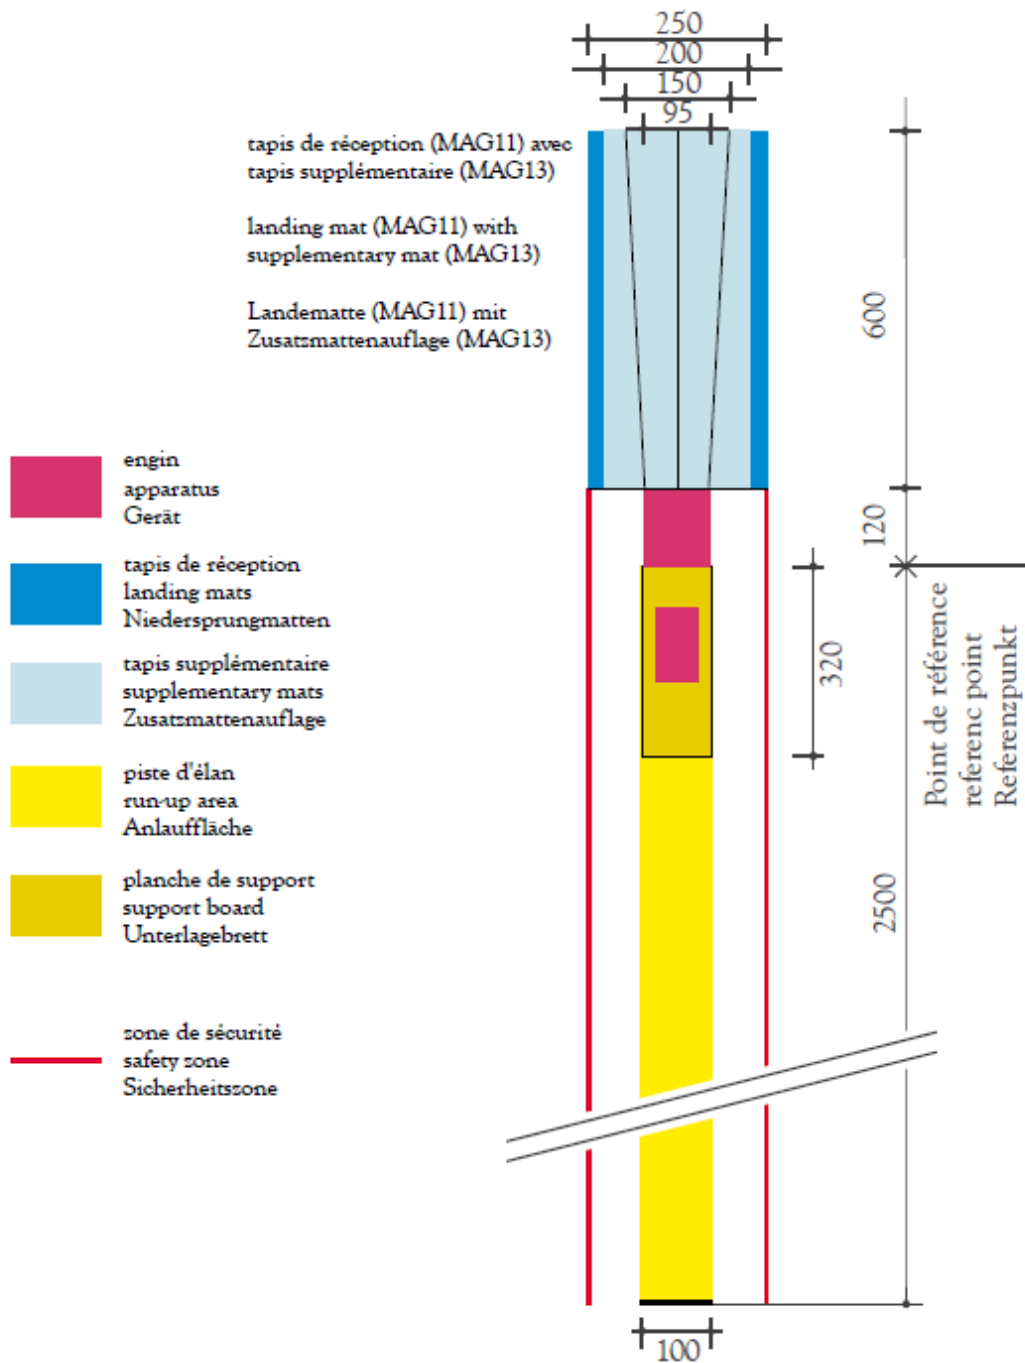 250
200
150
95
tapis de réception (MAG11) avec
tapis supplémentaire (MAG13)
landing mat (MAG11) with
supplementary mat (MAG13)
Landematte (MAG11) mit
Zusatzmattenauflage (MAG13)
600
engin
apparatus
Gerät
120
tapis de réception
landing mats
Niedersprungmatten
320
Point de référence
referenc point
Referenzpunkt
tapis supplémentaire
supplementary mats
Zusatzmattenauflage
piste d'élan
run-up area
Anlauffläche
planche de support
support board
Unterlagebrett
2500
zone de sécurité
safety zone
Sicherheitszone
100